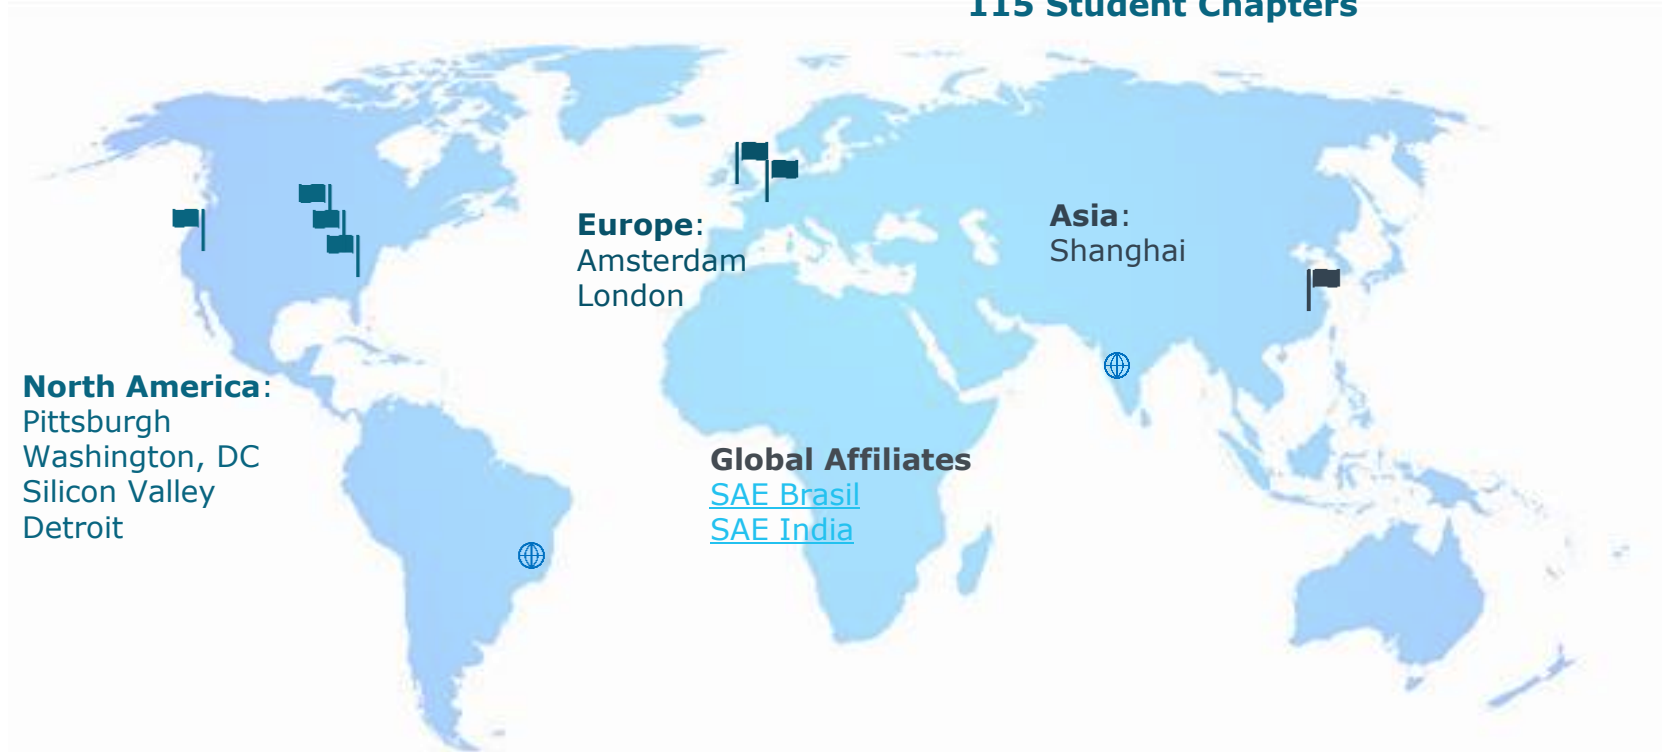 115 Student Chapters
Europe:
Amsterdam
London
Asia:
Shanghai
North America:
Pittsburgh
Washington, DC
Silicon Valley
Detroit
Global Affiliates
SAE Brasil
SAE India